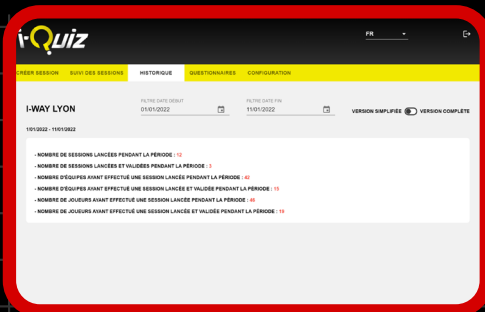 i-Quiz
FR
CRÉER SESSION SUIVI DES SESSIONS HISTORIQUE QUESTIONNAIRES CONFIGURATION
I-WAY LYON
FILTRE DATE DÉBUT
01/01/2022
FILTRE DATE FIN
11/01/2022
VERSION SIMPLIFIÉE VERSION COMPLÈTE
1/01/2022 - 11/01/2022
- NOMBRE DE SESSIONS LANCÉES PENDANT LA PÉRIODE : 12
- NOMBRE DE SESSIONS LANCÉES ET VALIDÉES PENDANT LA PÉRIODE : 3
- NOMBRE D'ÉQUIPES AYANT EFFECTUÉ UNE SESSION LANCÉE PENDANT LA PÉRIODE : 42
- NOMBRE D'ÉQUIPES AYANT EFFECTUÉ UNE SESSION LANCÉE ET VALIDÉE PENDANT LA PÉRIODE : 15
- NOMBRE DE JOUEURS AYANT EFFECTUÉ UNE SESSION LANCÉE PENDANT LA PÉRIODE : 46
- NOMBRE DE JOUEURS AYANT EFFECTUÉ UNE SESSION LANCÉE ET VALIDÉE PENDANT LA PÉRIODE : 19